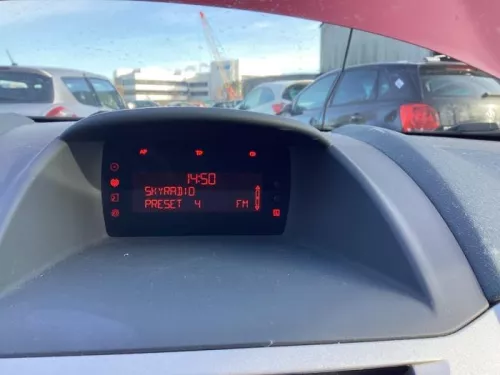 AF TP
14:50
SKYRADIO
PRESET 4 FM